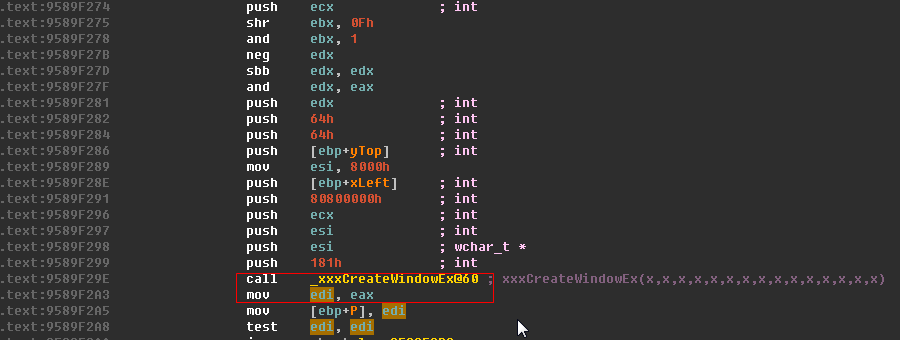 .text:9589F274 push ecx ; int
.text:9589F275 shr ebx, 0Fh
.text:9589F278 and ebx, 1
.text:9589F27B neg edx
.text:9589F27D sbb edx, edx
.text:9589F27F and edx, eax
.text:9589F281 push edx ; int
.text:9589F282 push 64h ; int
.text:9589F284 push 64h ; int
.text:9589F286 push [ebp+yTop] ; int
.text:9589F289 mov esi, 8000h
.text:9589F28E push [ebp+xLeft] ; int
.text:9589F291 push 80800000h ; int
.text:9589F296 push ecx ; int
.text:9589F297 push esi ; int
.text:9589F298 push esi ; wchar_t *
.text:9589F299 push 181h ; int
.text:9589F29E call _xxxCreateWindowEx@60 ; xxxCreateWindowEx(x,x,x,x,x,x,x,x,x,x,x,x,x,x,x)
.text:9589F2A3 mov edi, eax
.text:9589F2A5 mov [ebp+P], edi
.text:9589F2A8 test edi, edi